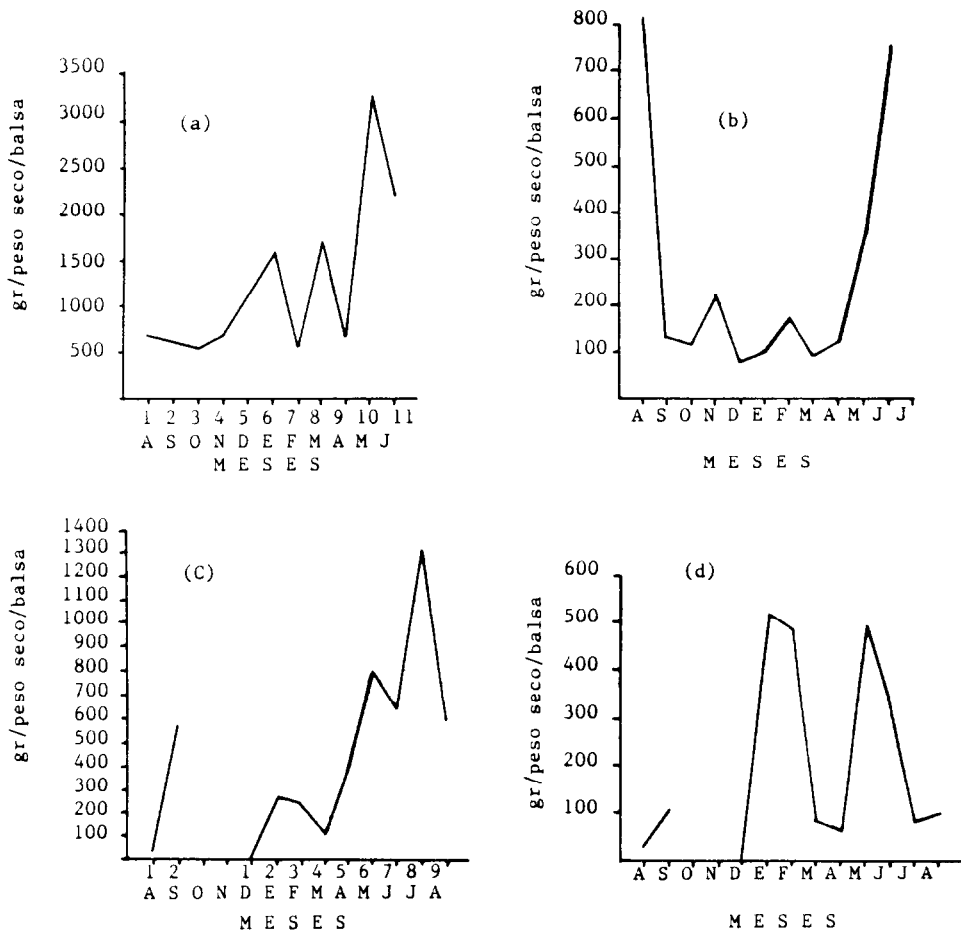 gr/peso seco/balsa
3500
3000
2500
2000
1500
1000
500
(a)
1 2 3 4 5 6 7 8 9 10 11
A S O N D E F M A M J
M E S E S
gr/peso seco/balsa
800
700
600
500
400
300
200
100
(b)
A S O N D E F M A M J J
M E S E S
gr/peso seco/balsa
1400
1300
1200
1100
1000
900
800
700
600
500
400
300
200
100
(C)
1 2 1 2 3 4 5 6 7 8 9
A S O N D E F M A M J J A
M E S E S
gr/peso seco/balsa
600
500
400
300
200
100
(d)
A S O N D E F M A M J J A
M E S E S